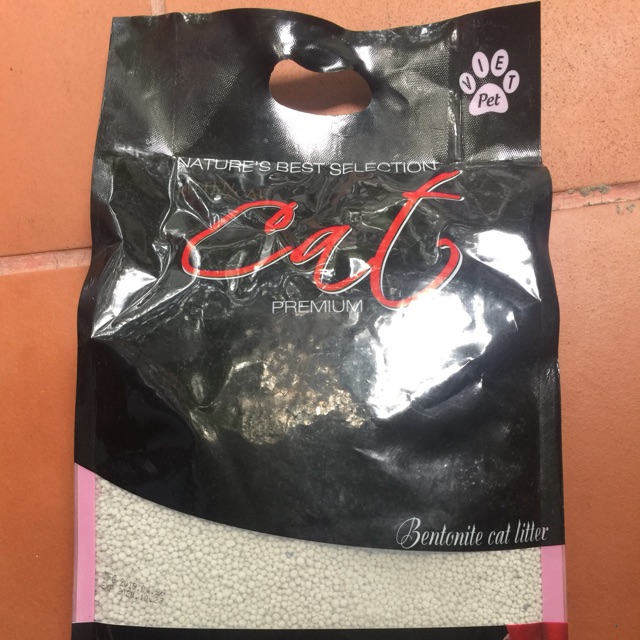 VIET
Pet
NATURE'S BEST SELECTION
cat
PREMIUM
Bentonite cat litter